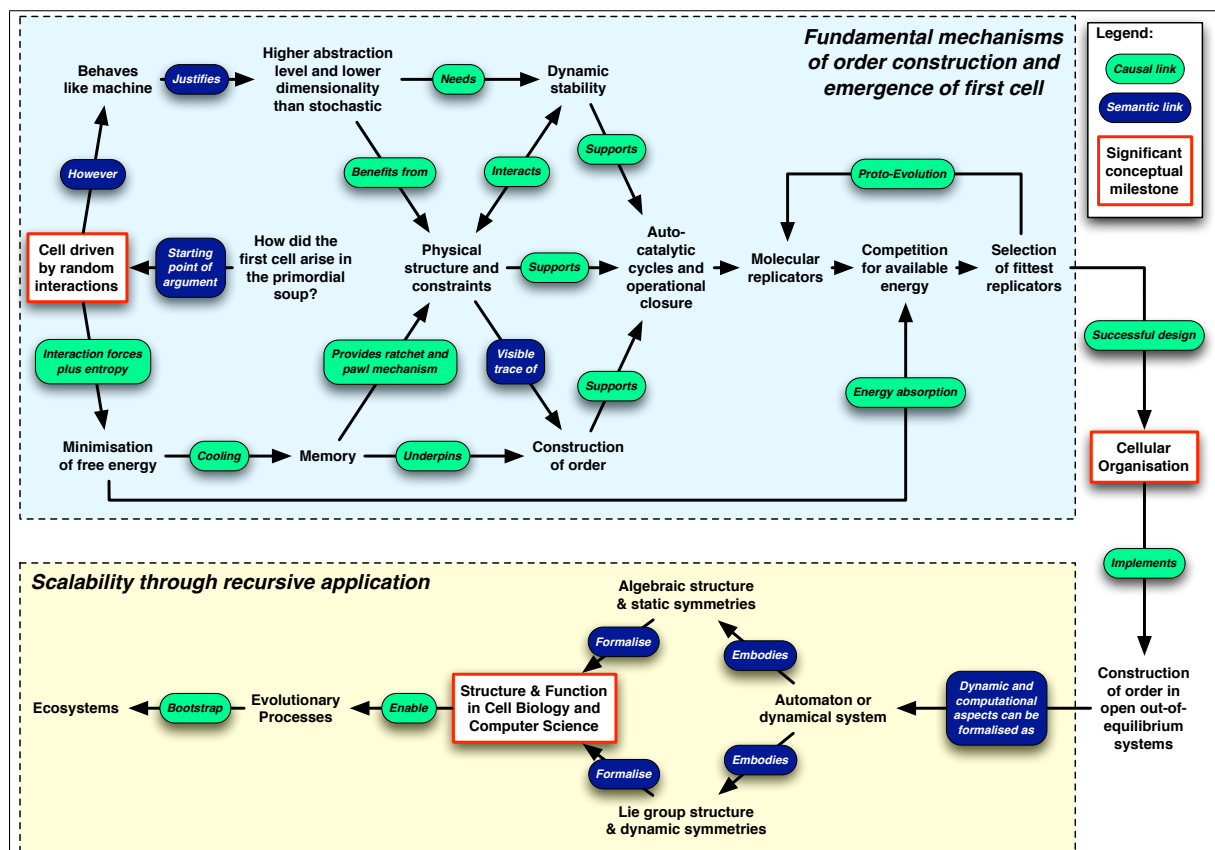 Fundamental mechanisms
of order construction and
emergence of first cell
Legend:
Causal link
Semantic link
Significant
conceptual
milestone
Behaves
like machine
Justifies
Higher abstraction
level and lower
dimensionality
than stochastic
Needs
Dynamic
stability
However
Benefits from
Interacts
Supports
Proto-Evolution
Cell driven
by random
interactions
Starting
point of
argument
How did the
first cell arise in
the primordial
soup?
Physical
structure and
constraints
Supports
Auto-
catalytic
cycles and
operational
closure
Molecular
replicators
Competition
for available
energy
Selection
of fittest
replicators
Interaction forces
plus entropy
Provides ratchet and
pawl mechanism
Visible
trace of
Supports
Energy absorption
Successful design
Minimisation
of free energy
Cooling
Memory
Underpins
Construction
of order
Cellular
Organisation
Implements
Scalability through recursive application
Algebraic structure
& static symmetries
Formalise
Embodies
Ecosystems
Bootstrap
Evolutionary
Processes
Enable
Structure & Function
in Cell Biology and
Computer Science
Automaton or
dynamical system
Dynamic and
computational
aspects can be
formalised as
Construction
of order in
open out-of-
equilibrium
systems
Formalise
Embodies
Lie group structure
& dynamic symmetries